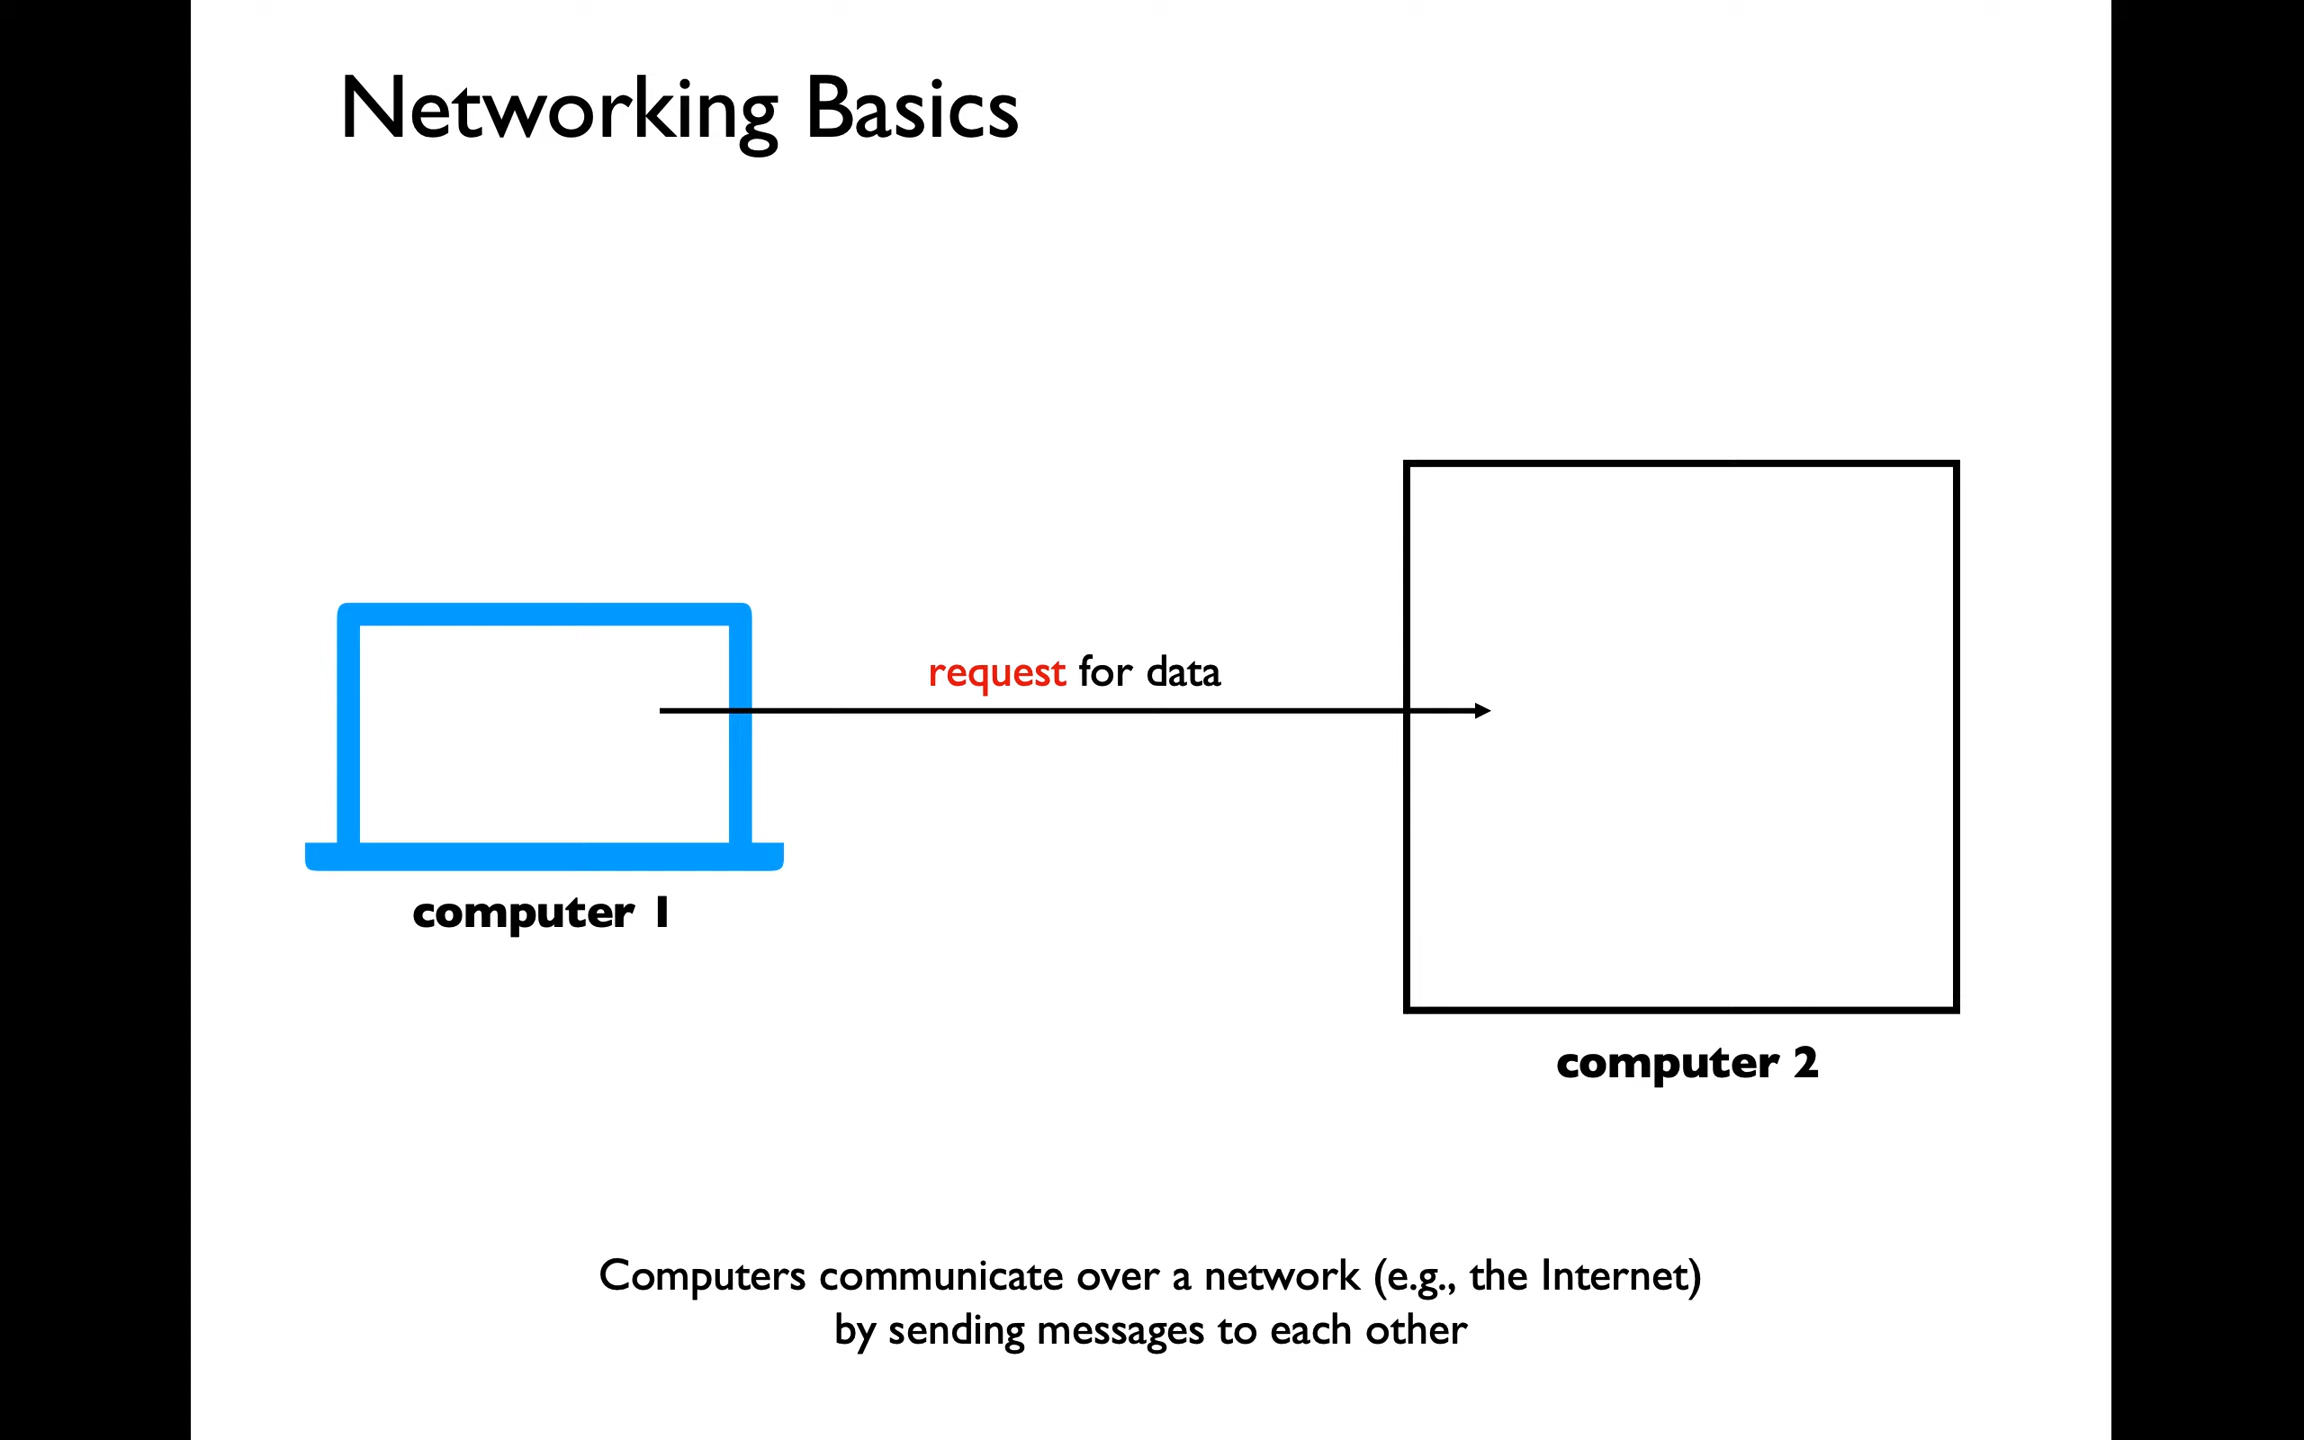 Networking Basics
request for data
computer 1
computer 2
Computers communicate over a network (e.g., the Internet)
by sending messages to each other